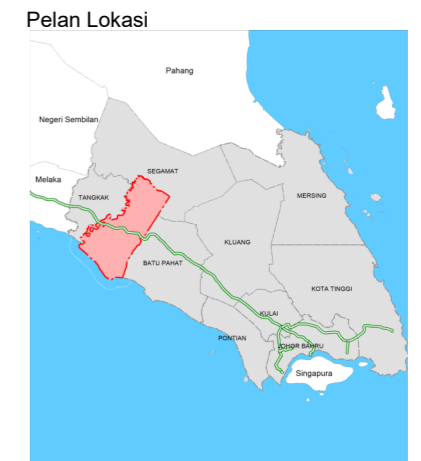 Pelan Lokasi
Pahang
Negeri Sembilan
SEGAMAT
Melaka
TANGKAK
MERSING
KLUANG
BATU PAHAT
KOTA TINGGI
KULAI
PONTIAN
JOHOR BAHRU
Singapura